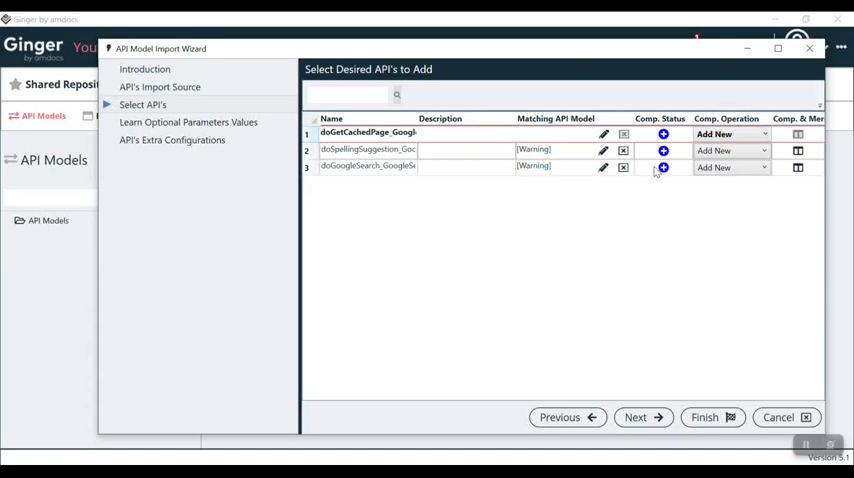 Ginger by amdocs
Ginger
by amdocs
You
API Model Import Wizard
Shared Reposit
API Models
API Models
API Models
Introduction
API's Import Source
Select API's
Learn Optional Parameters Values
API's Extra Configurations
Select Desired API's to Add
Name Description Matching API Model Comp. Status Comp. Operation Comp. & Mer
1 doGetCachedPage_Google Add New
2 doSpellingSuggestion_Goc [Warning] Add New
3 doGoogleSearch_GoogleSe [Warning] Add New
Previous Next Finish Cancel
Version 5.1